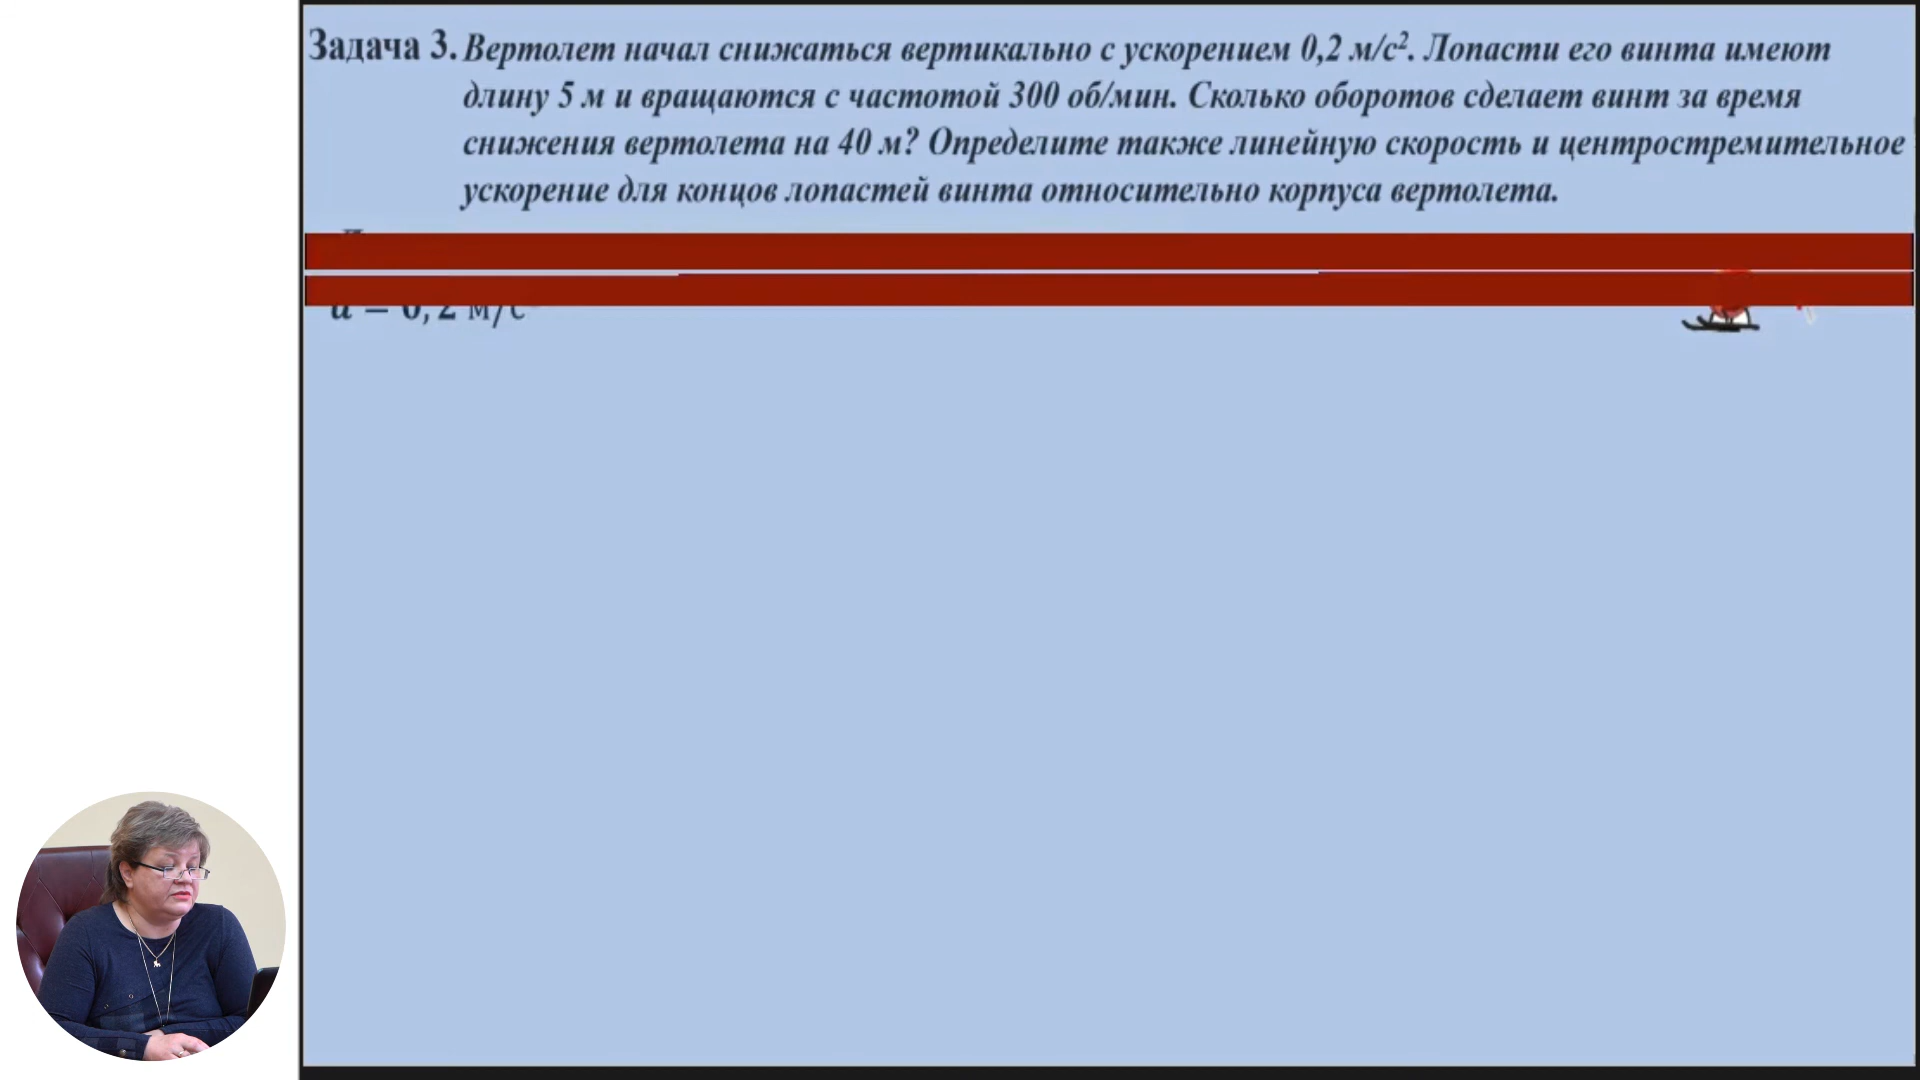 Задача 3. Вертолет начал снижаться вертикально с ускорением 0,2 м/с². Лопасти его винта имеют
длину 5 м и вращаются с частотой 300 об/мин. Сколько оборотов сделает винт за время
снижения вертолета на 40 м? Определите также линейную скорость и центростремительное
ускорение для концов лопастей винта относительно корпуса вертолета.
a = 0,2 м/с